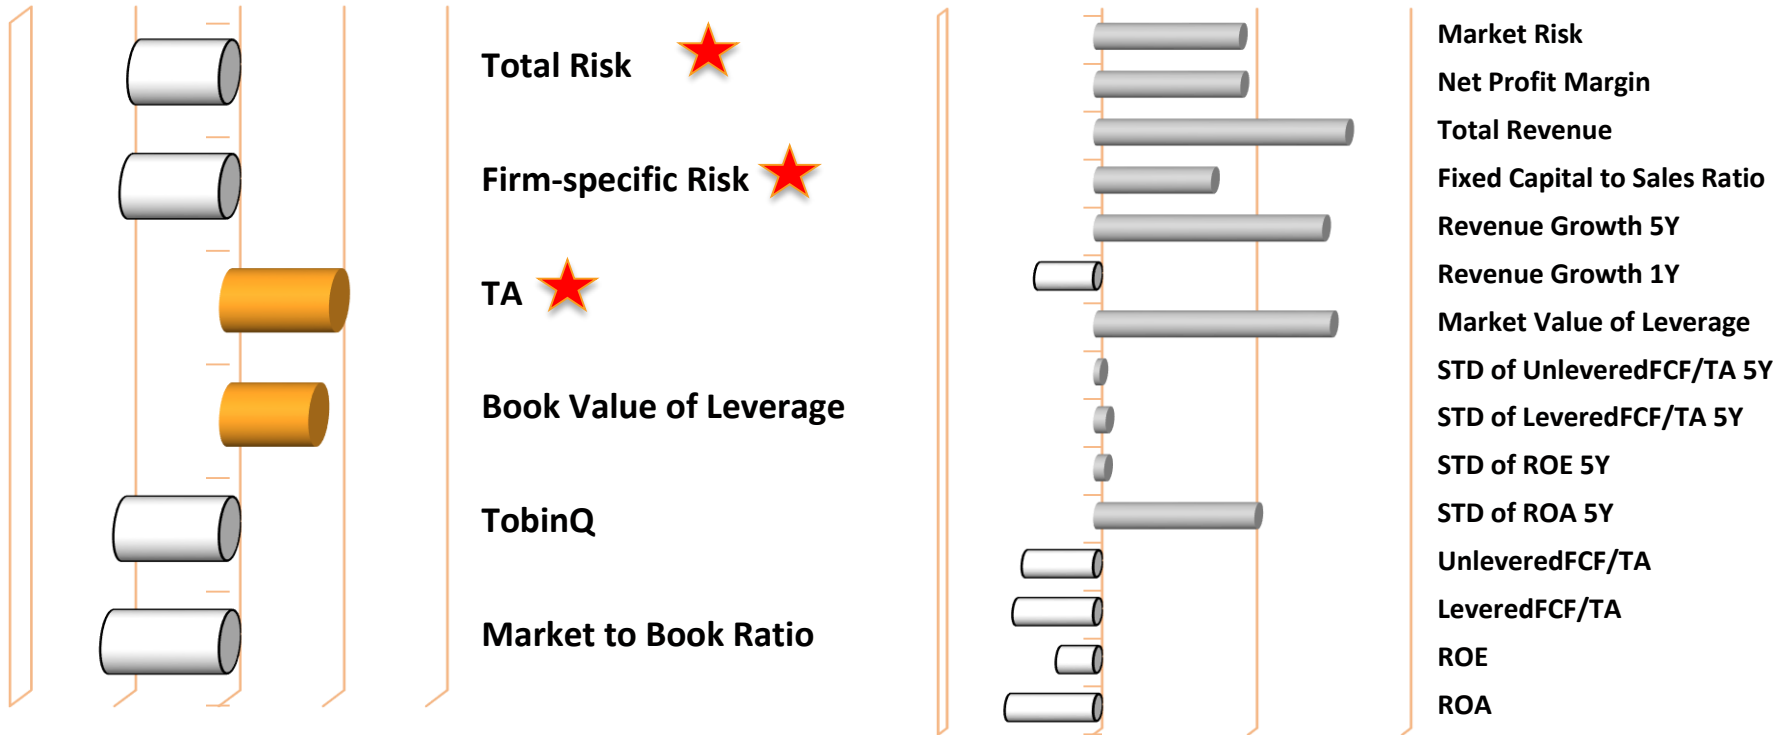 Total Risk
Firm-specific Risk
TA
Book Value of Leverage
TobinQ
Market to Book Ratio
Market Risk
Net Profit Margin
Total Revenue
Fixed Capital to Sales Ratio
Revenue Growth 5Y
Revenue Growth 1Y
Market Value of Leverage
STD of UnleveredFCF/TA 5Y
STD of LeveredFCF/TA 5Y
STD of ROE 5Y
STD of ROA 5Y
UnleveredFCF/TA
LeveredFCF/TA
ROE
ROA